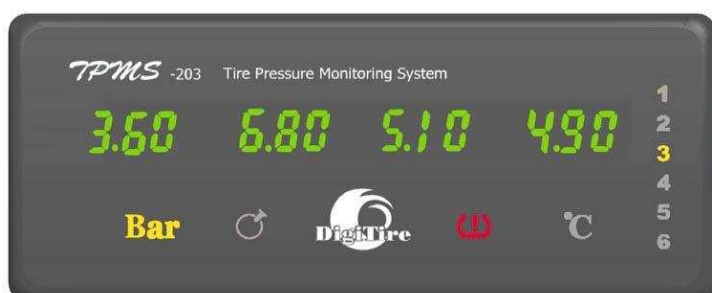 TPMS -203 Tire Pressure Monitoring System
3.60 6.80 5.10 4.90
1
2
3
4
5
6
Bar DigiTire °C